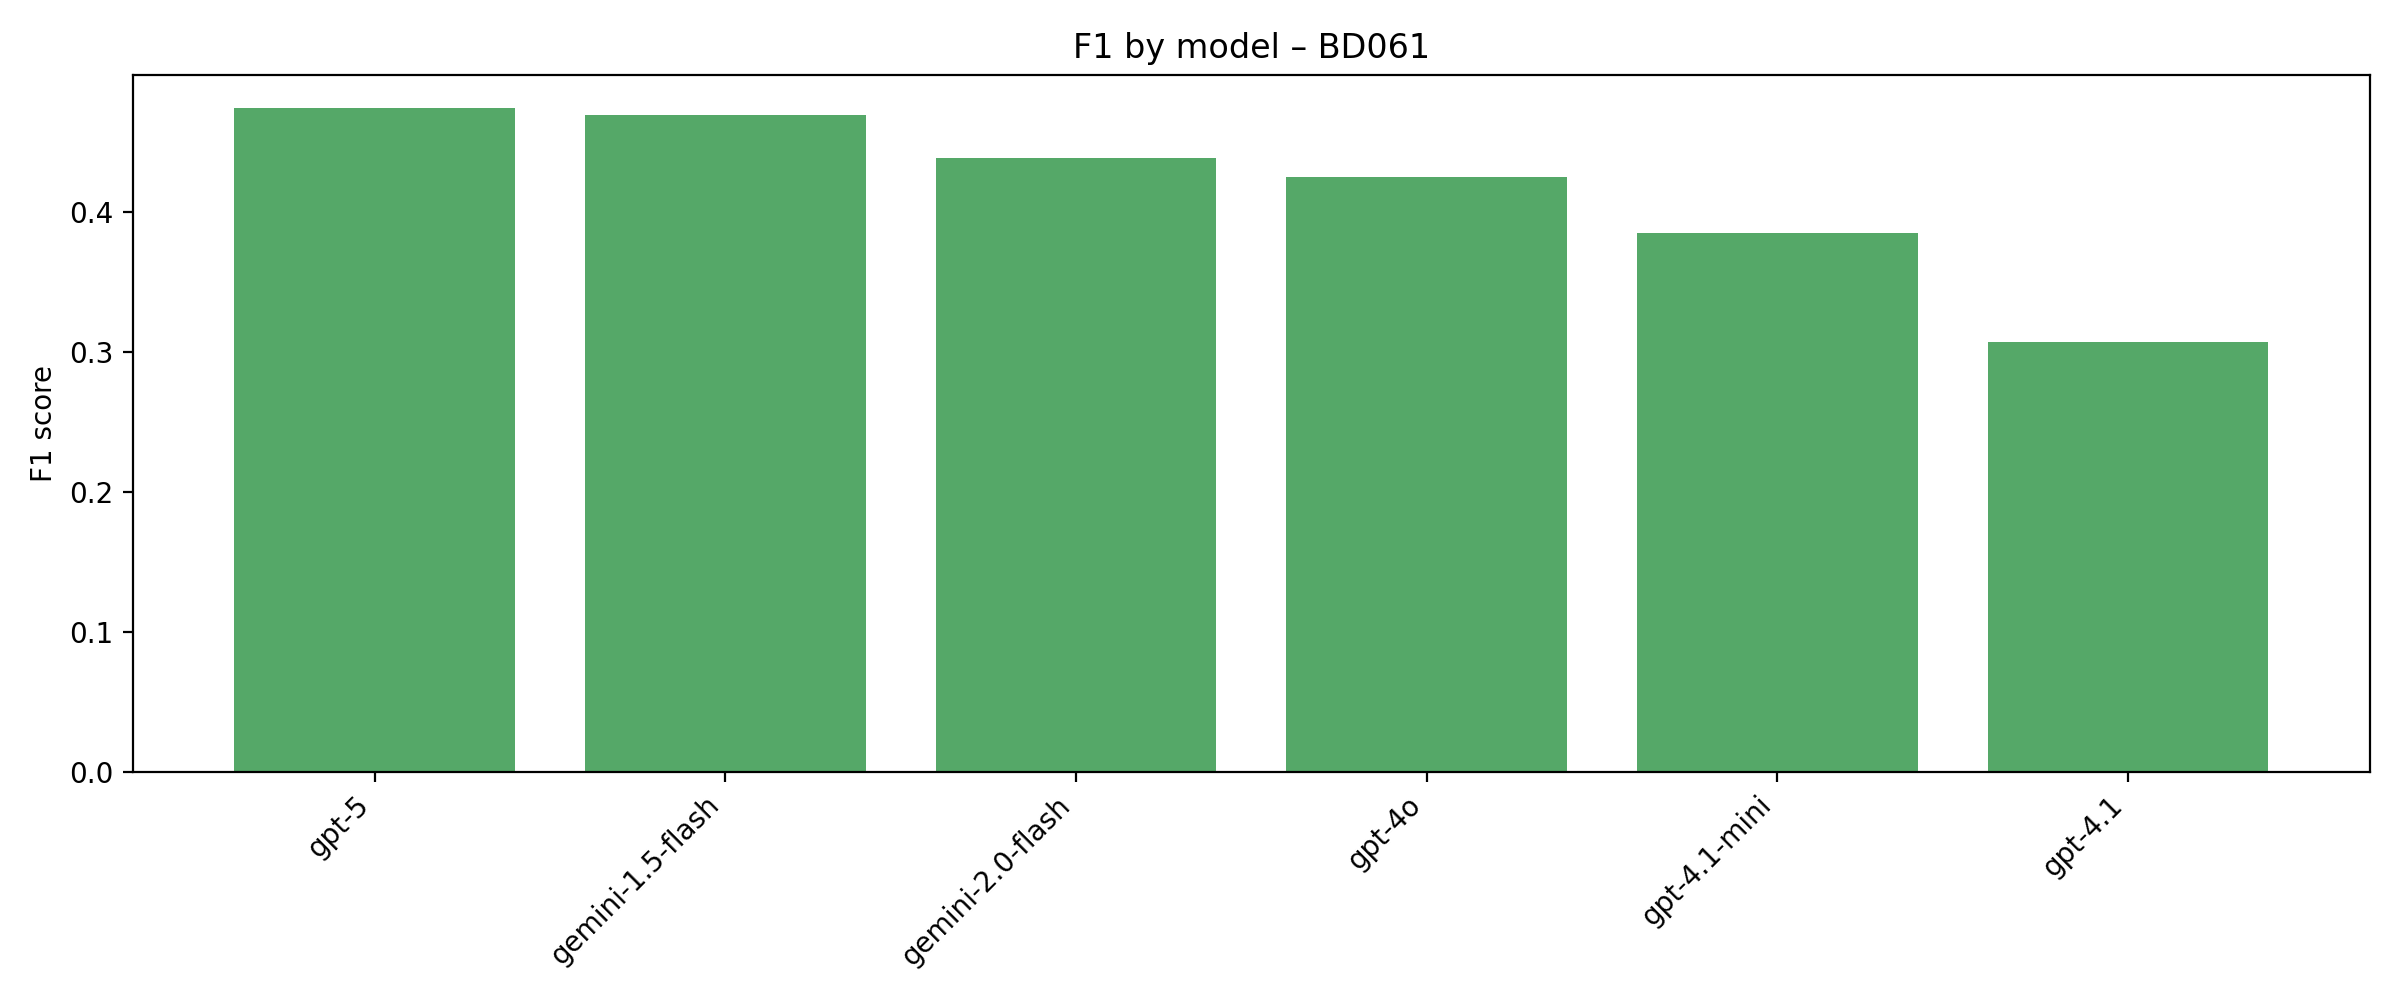 F1 by model – BD061
F1 score
0.4
0.3
0.2
0.1
0.0
gpt-5
gemini-1.5-flash
gemini-2.0-flash
gpt-4o
gpt-4.1-mini
gpt-4.1